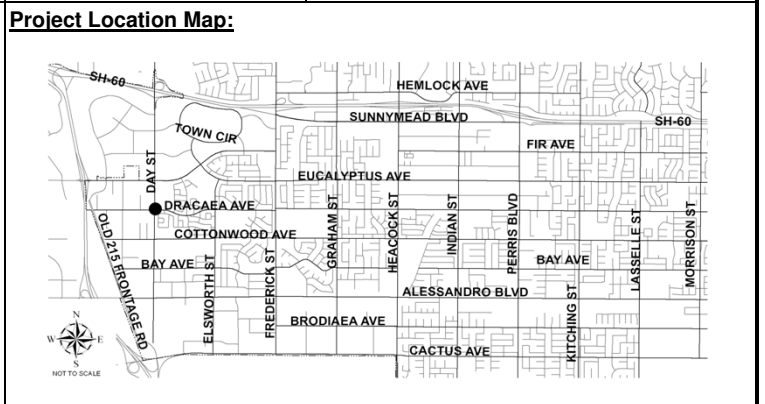 Project Location Map:
SH-60
HEMLOCK AVE
SUNNYMEAD BLVD
SH-60
TOWN CIR
FIR AVE
DAY ST
EUCALYPTUS AVE
DRACAEA AVE
COTTONWOOD AVE
GRAHAM ST
HEACOCK ST
INDIAN ST
PERRIS BLVD
LASSELLE ST
MORRISON ST
OLD 215 FRONTAGE RD
BAY AVE
BAY AVE
ELSWORTH ST
FREDERICK ST
ALESSANDRO BLVD
KITCHING ST
BRODIAEA AVE
CACTUS AVE
N
W E
S
NOT TO SCALE